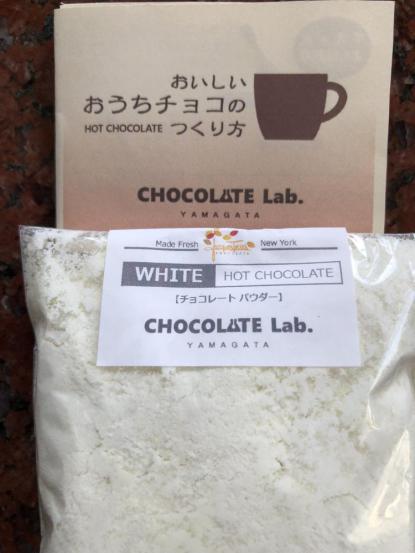 おいしい
おうちチョコの
HOT CHOCOLATE つくり方
CHOCOLATE Lab.
YAMAGATA
Made Fresh New York
WHITE HOT CHOCOLATE
【チョコレート パウダー】
CHOCOLATE Lab.
YAMAGATA